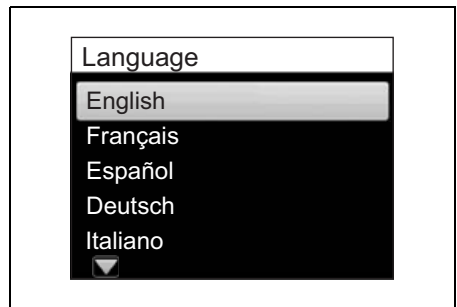 Language
English
Français
Español
Deutsch
Italiano